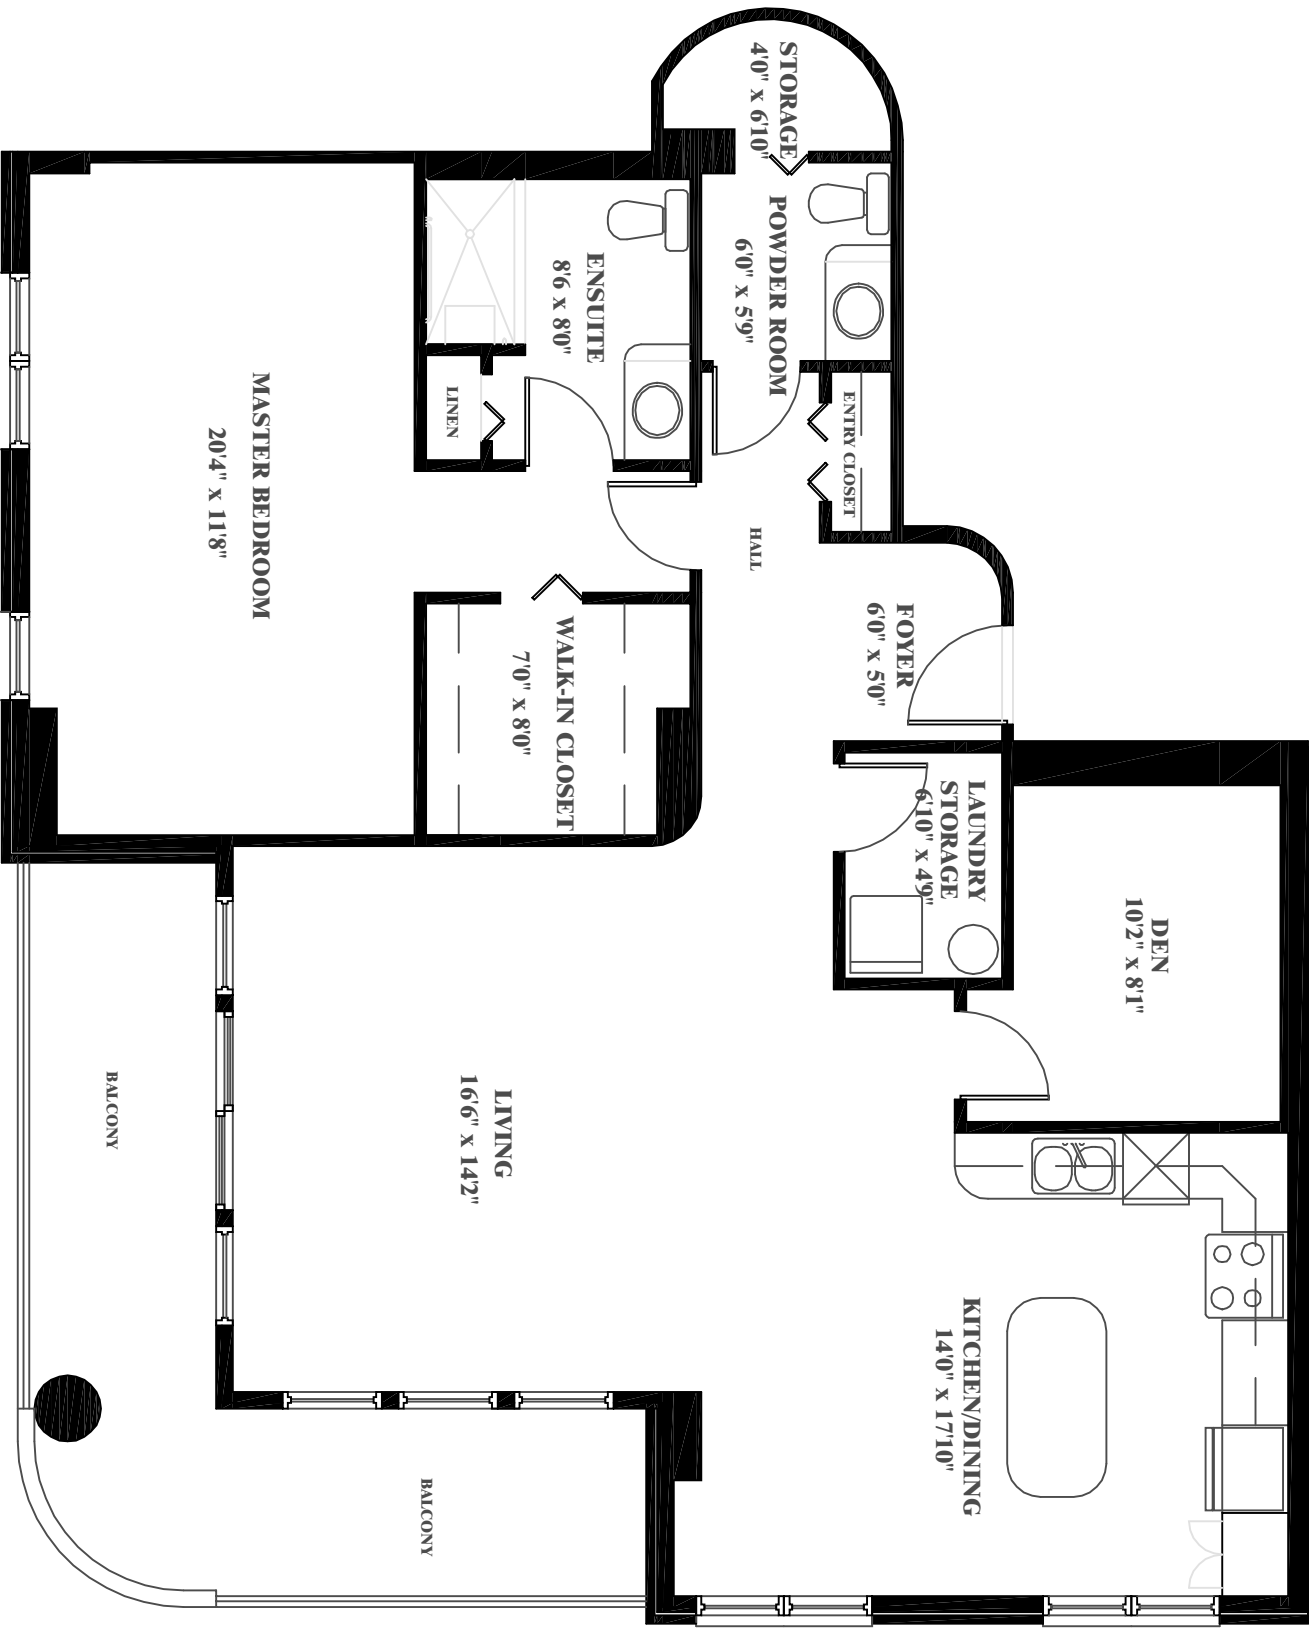 STORAGE
4'0" x 6'10"
POWDER ROOM
6'0" x 5'9"
ENSUITE
8'6 x 8'0"
LINEN
ENTRY CLOSET
MASTER BEDROOM
20'4" x 11'8"
HALL
FOYER
6'0" x 5'0"
WALK-IN CLOSET
7'0" x 8'0"
LAUNDRY
STORAGE
6'10" x 4'9"
DEN
10'2" x 8'1"
LIVING
16'6" x 14'2"
BALCONY
KITCHEN/DINING
14'0" x 17'10"
BALCONY